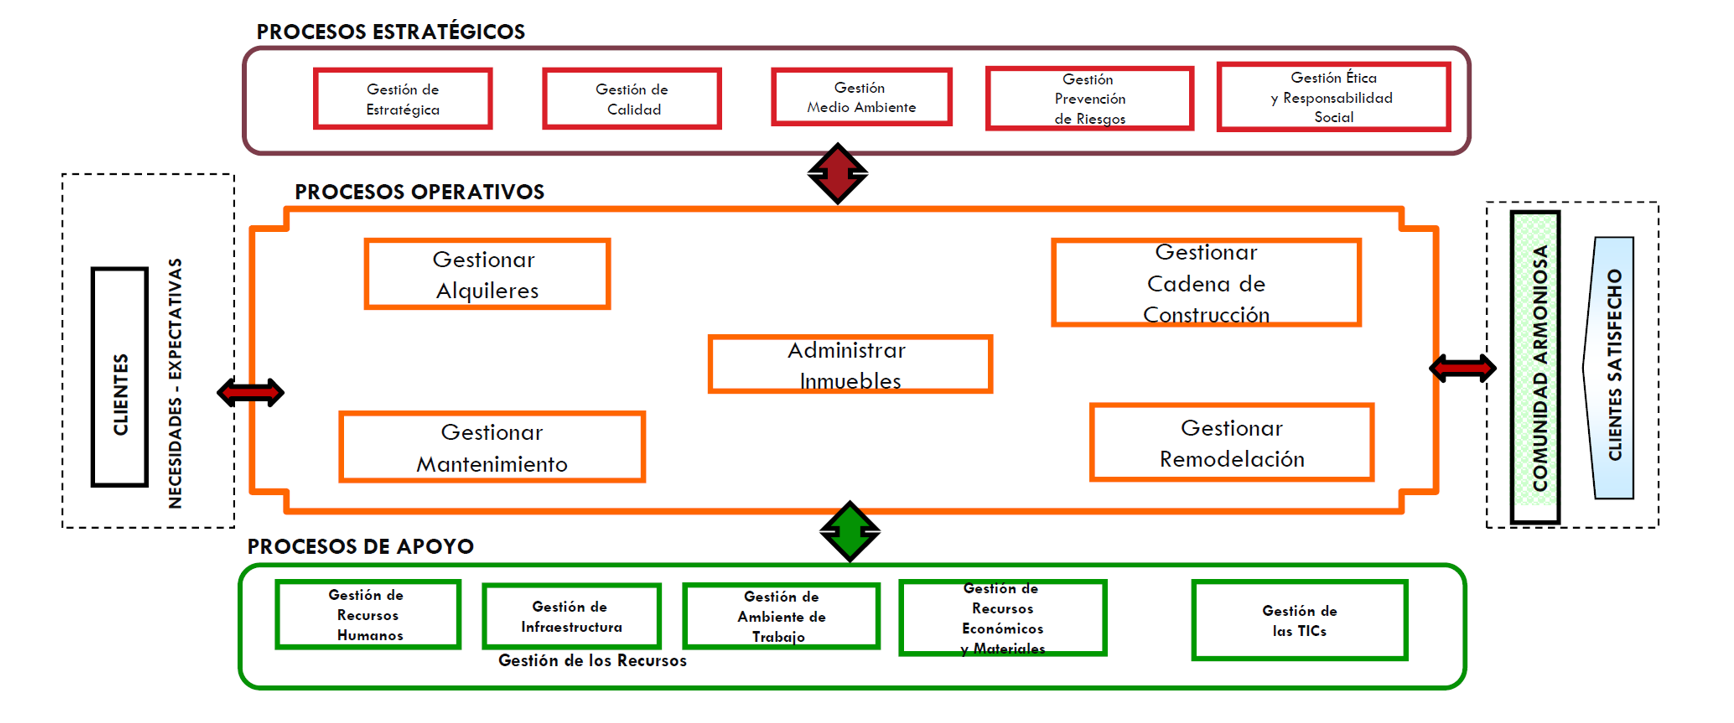 PROCESOS ESTRATÉGICOS
Gestión de
Estratégica
Gestión de
Calidad
Gestión
Medio Ambiente
Gestión
Prevención
de Riesgos
Gestión Ética
y Responsabilidad
Social
PROCESOS OPERATIVOS
CLIENTES
NECESIDADES - EXPECTATIVAS
Gestionar
Alquileres
Gestionar
Cadena de
Construcción
Administrar
Inmuebles
Gestionar
Mantenimiento
Gestionar
Remodelación
COMUNIDAD ARMONIOSA
CLIENTES SATISFECHO
PROCESOS DE APOYO
Gestión de
Recursos
Humanos
Gestión de
Infraestructura
Gestión de
Ambiente de
Trabajo
Gestión de
Recursos
Económicos
y Materiales
Gestión de
las TICs
Gestión de los Recursos